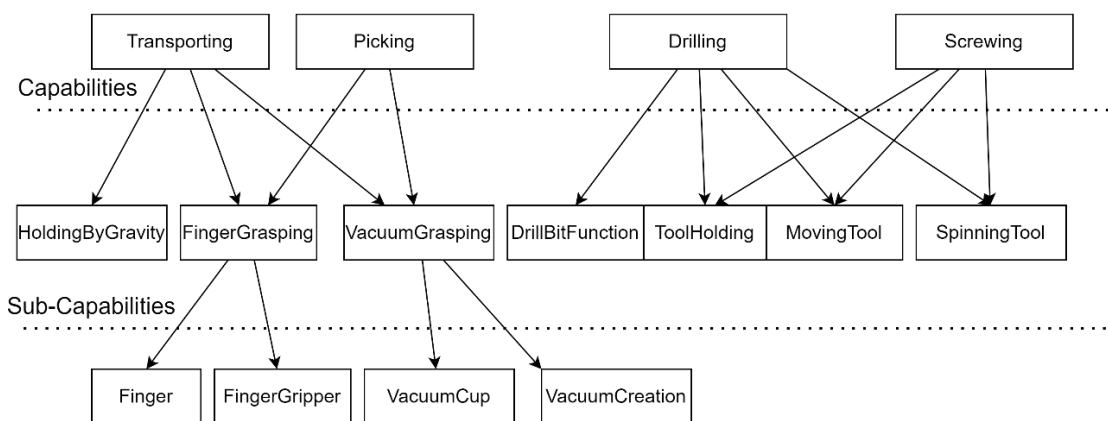 Transporting
Picking
Drilling
Screwing
Capabilities
HoldingByGravity
FingerGrasping
VacuumGrasping
DrillBitFunction
ToolHolding
MovingTool
SpinningTool
Sub-Capabilities
Finger
FingerGripper
VacuumCup
VacuumCreation